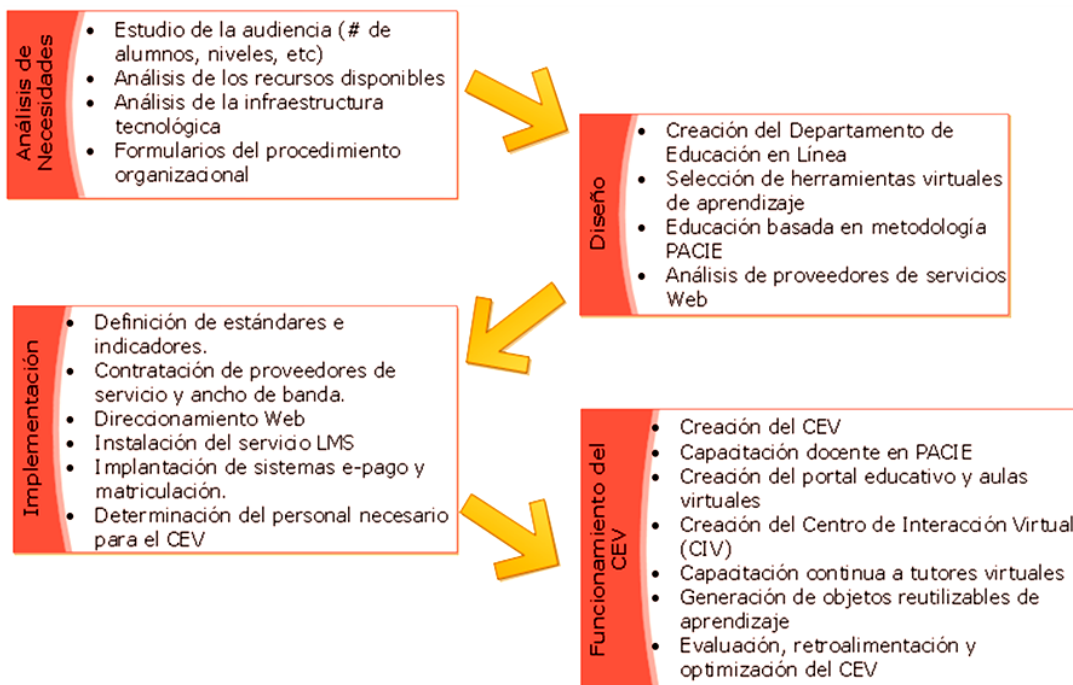 Análisis de
Necesidades
• Estudio de la audiencia (# de
alumnos, niveles, etc)
• Análisis de los recursos disponibles
• Análisis de la infraestructura
tecnológica
• Formularios del procedimiento
organizacional
Diseño
• Creación del Departamento de
Educación en Línea
• Selección de herramientas virtuales
de aprendizaje
• Educación basada en metodología
PACIE
• Análisis de proveedores de servicios
Web
Implementación
• Definición de estándares e
indicadores.
• Contratación de proveedores de
servicio y ancho de banda.
• Direccionamiento Web
• Instalación del servicio LMS
• Implantación de sistemas e-pago y
matriculación.
• Determinación del personal necesario
para el CEV
Funcionamiento del
CEV
• Creación del CEV
• Capacitación docente en PACIE
• Creación del portal educativo y aulas
virtuales
• Creación del Centro de Interacción Virtual
(CIV)
• Capacitación continua a tutores virtuales
• Generación de objetos reutilizables de
aprendizaje
• Evaluación, retroalimentación y
optimización del CEV